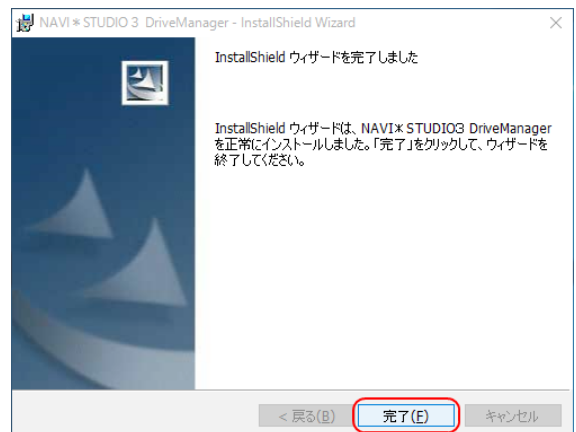 NAVI＊STUDIO 3 DriveManager - InstallShield Wizard
InstallShield ウィザードを完了しました
InstallShield ウィザードは、NAVI＊STUDIO3 DriveManager
を正常にインストールしました。「完了」をクリックして、ウィザードを
終了してください。
< 戻る(B) 完了(F) キャンセル